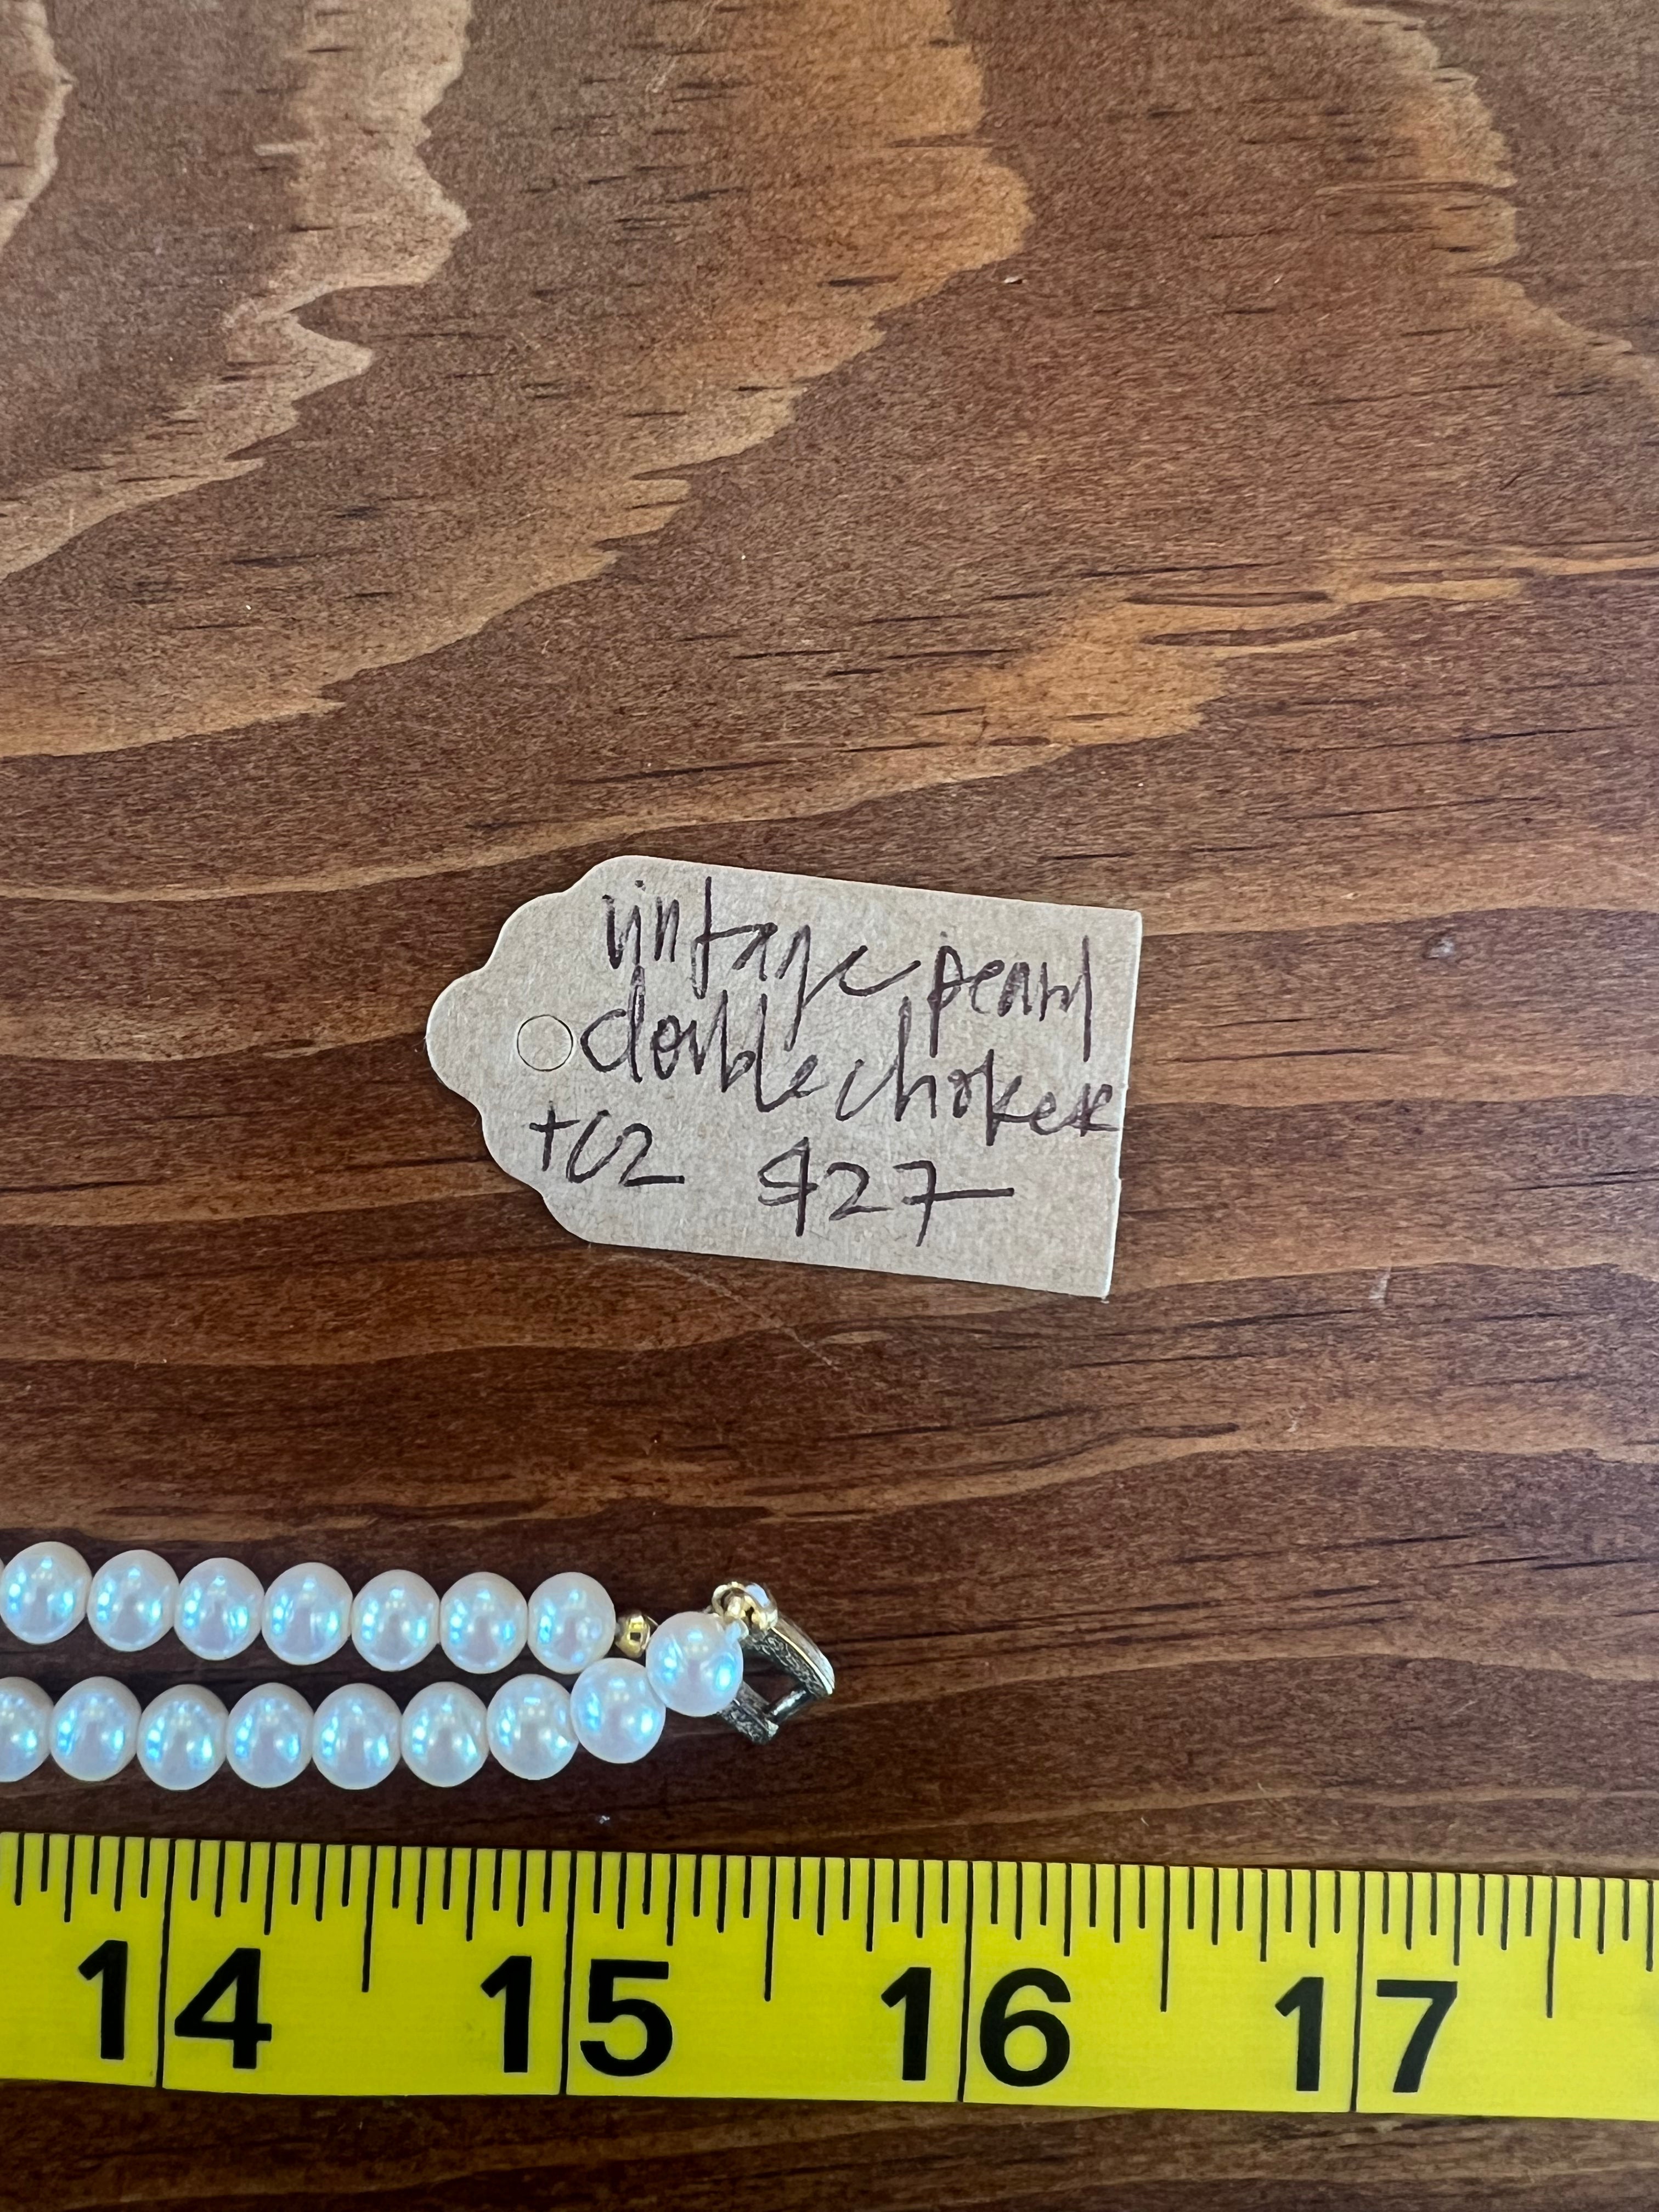 vintage pearl
double choker
+02 $27
14 15 16 17